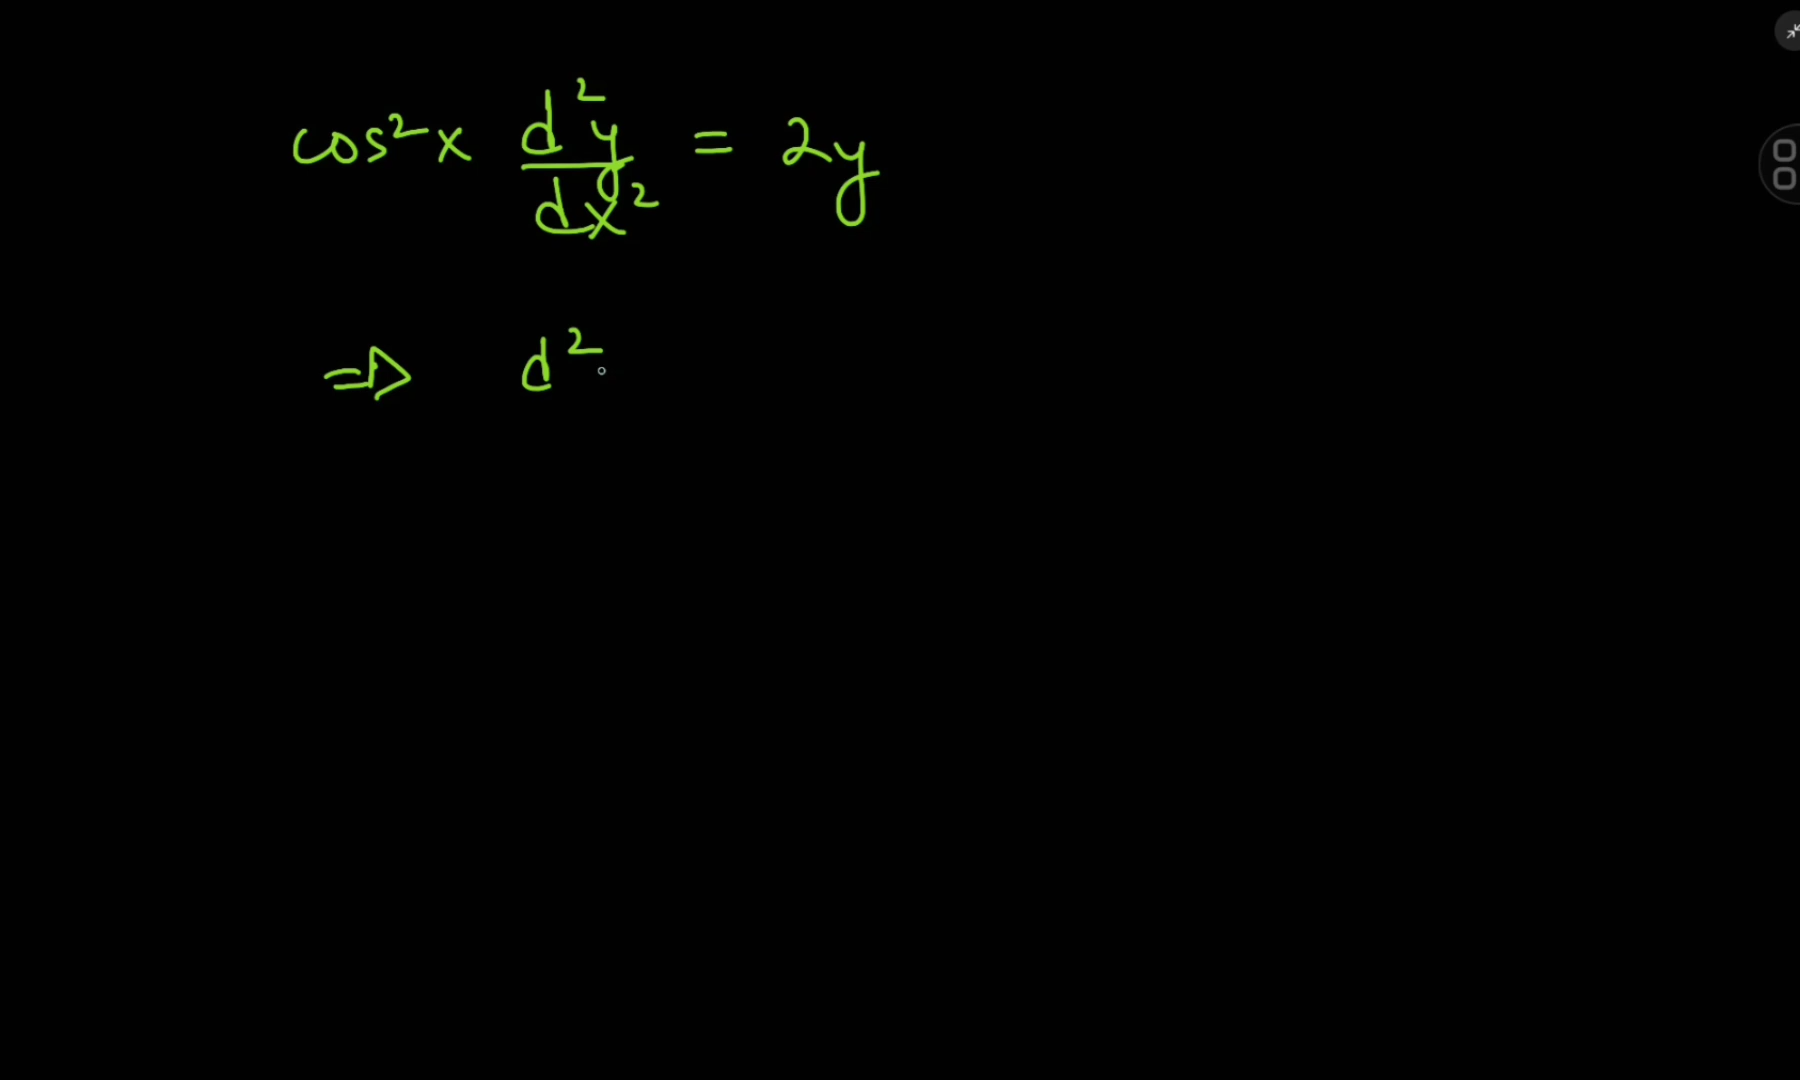 cos²x d²y/dx² = 2y
⇒ d²